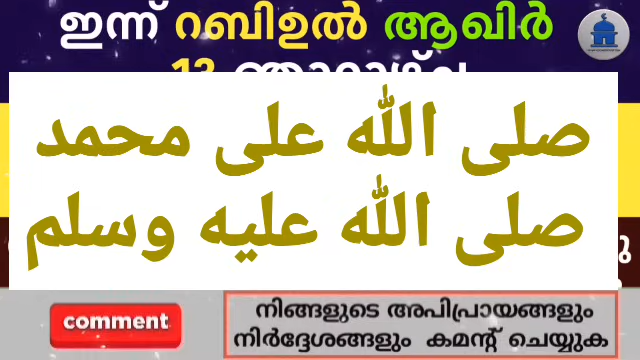 ഇന്ന് റബിഉൽ ആഖിർ
صلى الله على محمد
صلى الله عليه وسلم
comment
നിങ്ങളുടെ അപിപ്രായങ്ങളും
നിർദ്ദേശങ്ങളും കമന്റ് ചെയ്യുക